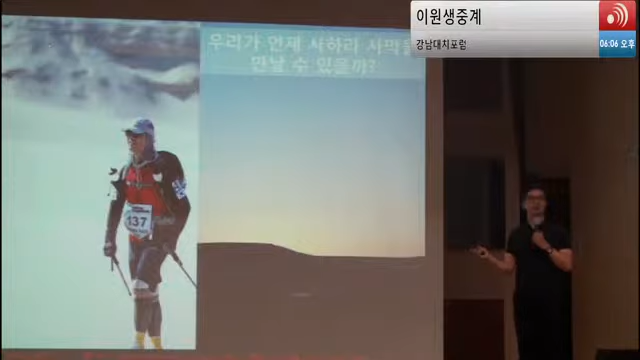 이원생중계
강남대치포럼
06:06 오후
우리가 언제 사하라 사막을
만날 수 있을까?
137